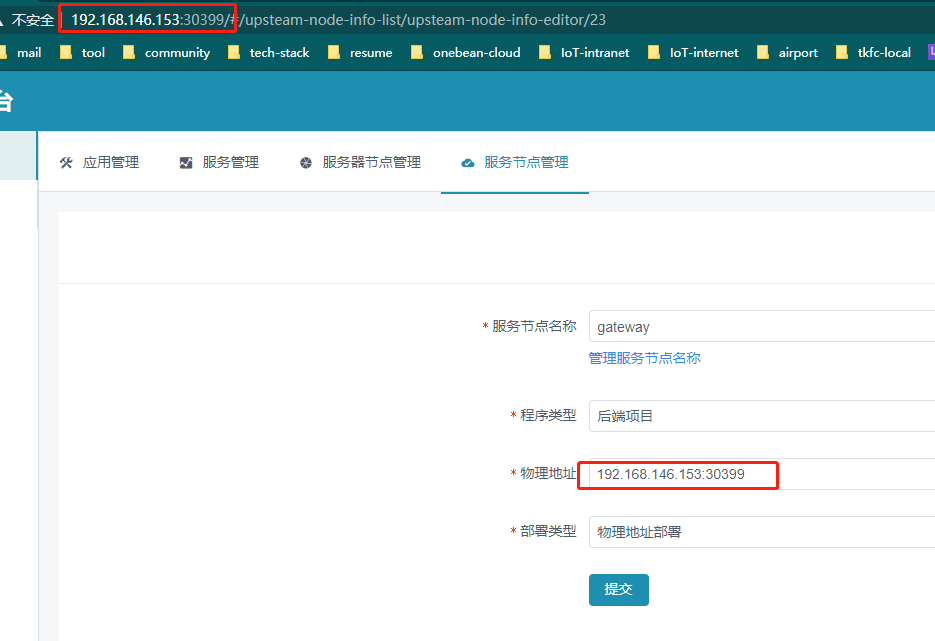 不安全 192.168.146.153:30399/#/upsteam-node-info-list/upsteam-node-info-editor/23
mail tool community tech-stack resume onebean-cloud IoT-intranet IoT-internet airport tkfc-local
台
应用管理 服务管理 服务器节点管理 服务节点管理
* 服务节点名称 gateway
管理服务节点名称
* 程序类型 后端项目
* 物理地址 192.168.146.153:30399
* 部署类型 物理地址部署
提交